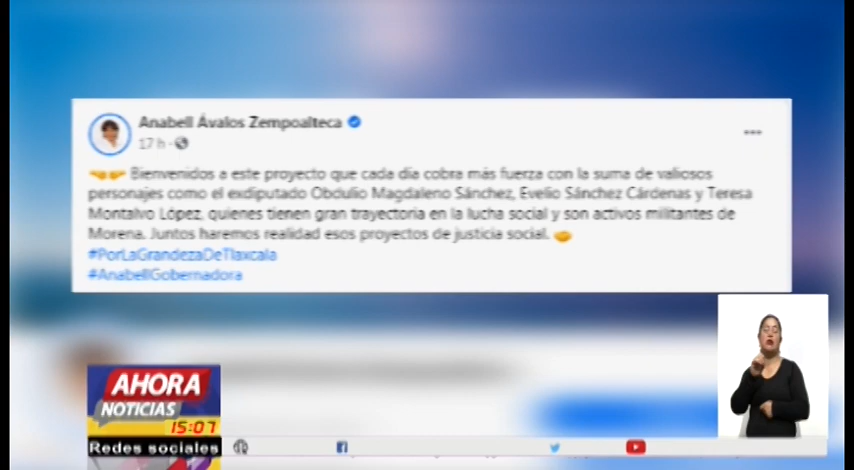 Anabell Ávalos Zempoalteca
17 h ·
Bienvenidos a este proyecto que cada día cobra más fuerza con la suma de valiosos
personajes como el exdiputado Obdulio Magdaleno Sánchez, Evelio Sánchez Cárdenas y Teresa
Montalvo López, quienes tienen gran trayectoria en la lucha social y son activos militantes de
Morena. Juntos haremos realidad esos proyectos de justicia social.
#PorLaGrandezaDeTlaxcala
#AnabellGobernadora
AHORA
NOTICIAS
15:07
Redes sociales